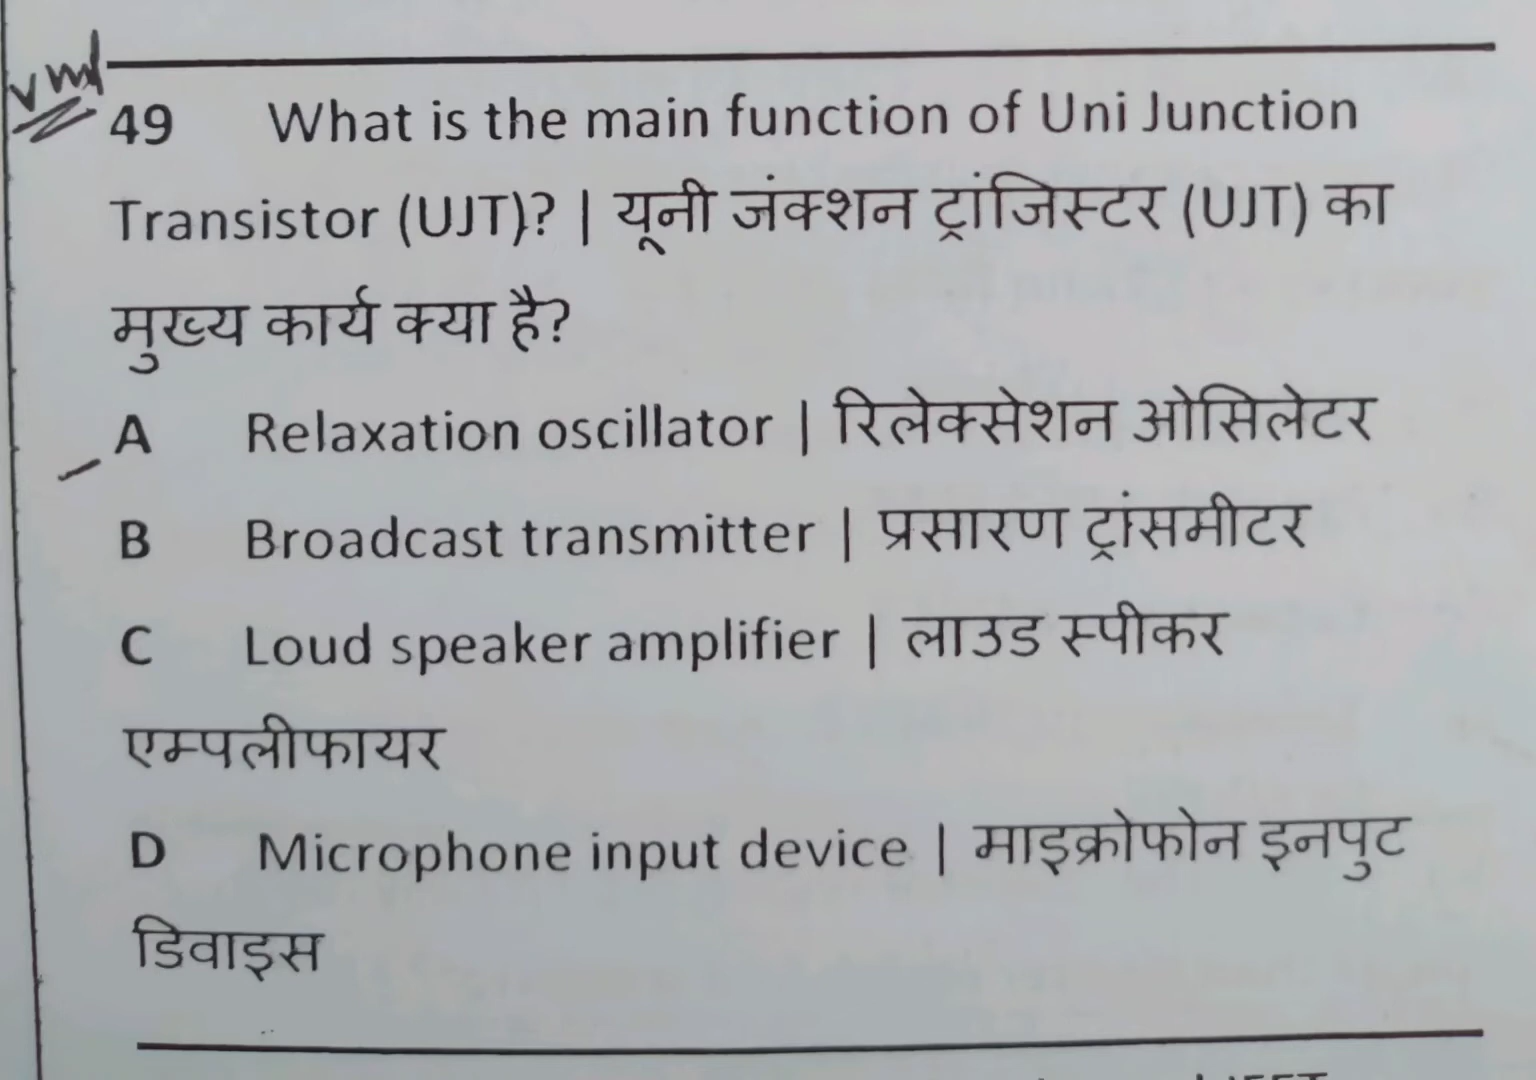 49 What is the main function of Uni Junction
Transistor (UJT)? | यूनी जंक्शन ट्रांजिस्टर (UJT) का
मुख्य कार्य क्या है?
A Relaxation oscillator | रिलेक्सेशन ओसिलेटर
B Broadcast transmitter | प्रसारण ट्रांसमीटर
C Loud speaker amplifier | लाउड स्पीकर
एम्पलीफायर
D Microphone input device | माइक्रोफोन इनपुट
डिवाइस